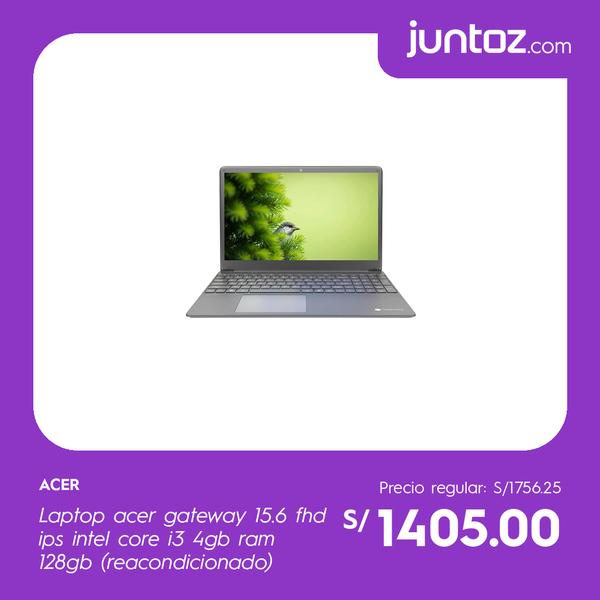 juntoz.com
ACER
Laptop acer gateway 15.6 fhd
ips intel core i3 4gb ram
128gb (reacondicionado)
Precio regular: S/1756.25
S/ 1405.00